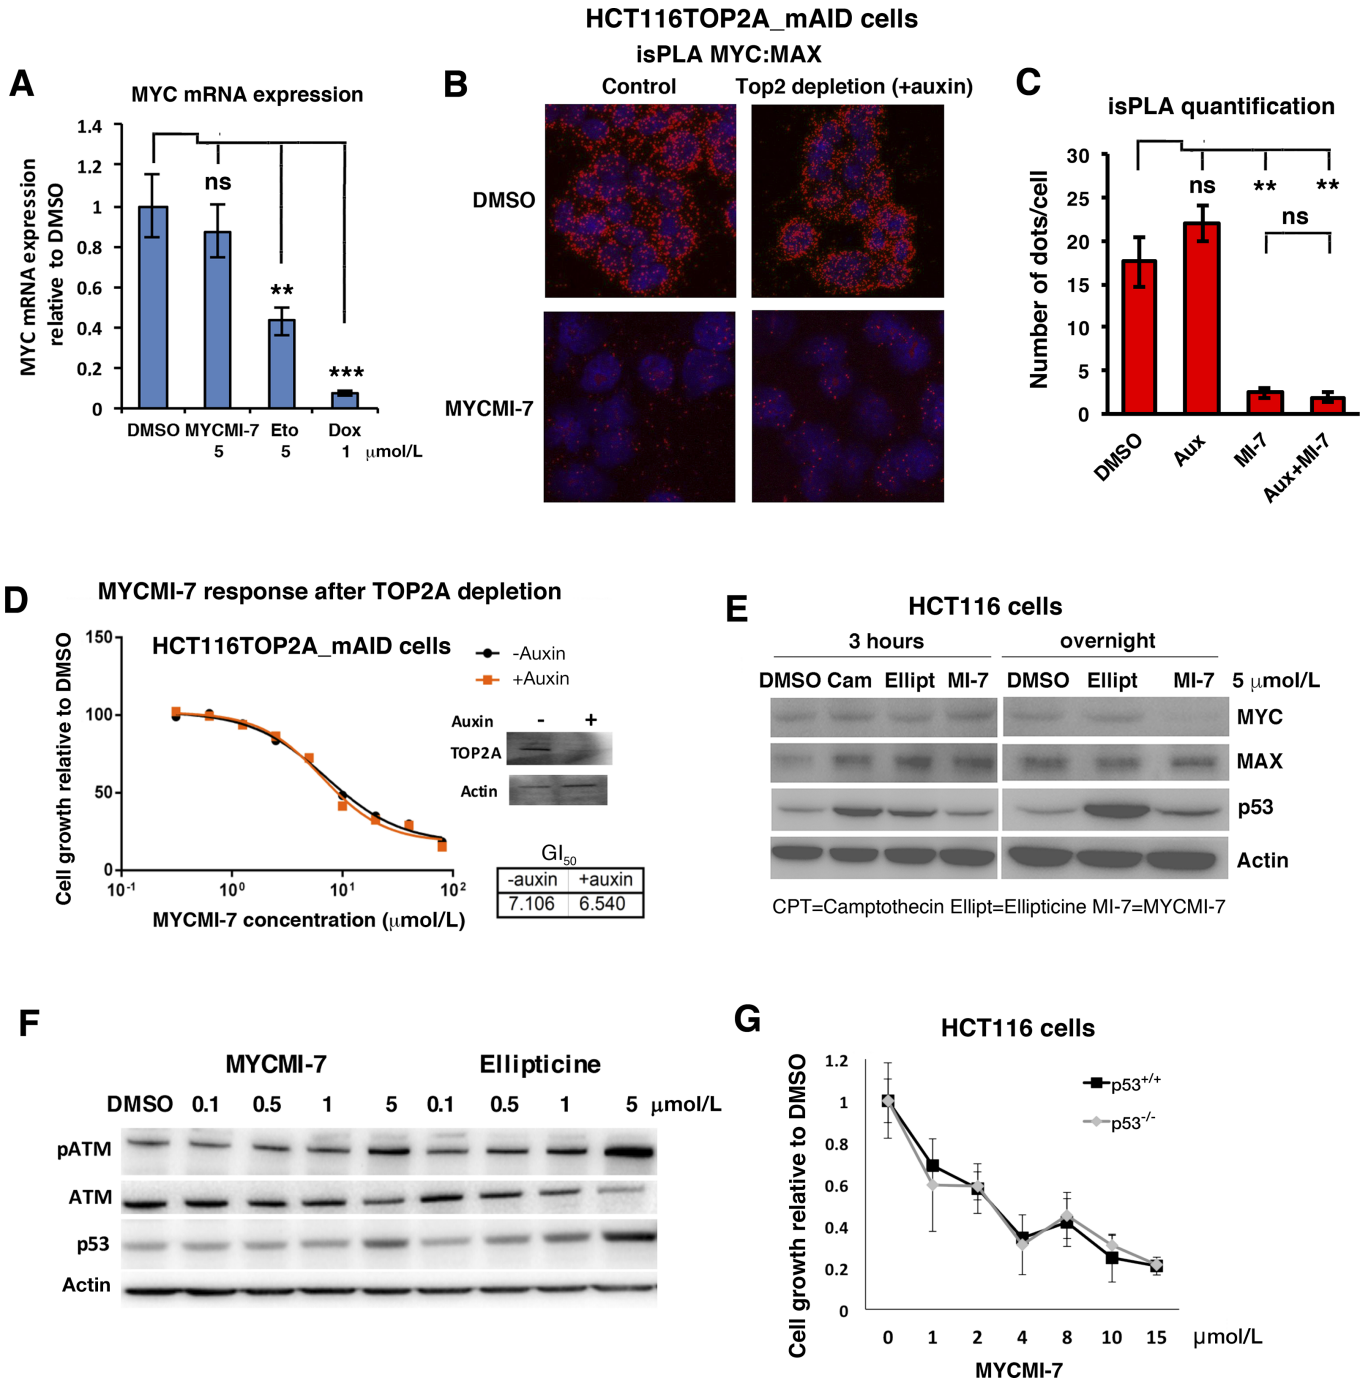 HCT116TOP2A_mAID cells
isPLA MYC:MAX
A
MYC mRNA expression
MYC mRNA expression
relative to DMSO
1.4
1.2
1
0.8
0.6
0.4
0.2
0
ns
**
***
DMSO MYCMI-7 Eto Dox
5 5 1 μmol/L
B
Control Top2 depletion (+auxin)
DMSO
MYCMI-7
C
isPLA quantification
Number of dots/cell
30
25
20
15
10
5
0
ns ** **
ns
DMSO Aux MI-7 Aux+MI-7
D
MYCMI-7 response after TOP2A depletion
HCT116TOP2A_mAID cells
Cell growth relative to DMSO
150
100
50
0
10-1 100 101 102
MYCMI-7 concentration (μmol/L)
-Auxin
+Auxin
Auxin - +
TOP2A
Actin
GI50
-auxin +auxin
7.106 6.540
E
HCT116 cells
3 hours overnight
DMSO Cam Ellipt MI-7 DMSO Ellipt MI-7 5 μmol/L
MYC
MAX
p53
Actin
CPT=Camptothecin Ellipt=Ellipticine MI-7=MYCMI-7
F
MYCMI-7 Ellipticine
DMSO 0.1 0.5 1 5 0.1 0.5 1 5 μmol/L
pATM
ATM
p53
Actin
G
HCT116 cells
Cell growth relative to DMSO
1.2
1
0.8
0.6
0.4
0.2
0
p53+/+
p53-/-
0 1 2 4 8 10 15 μmol/L
MYCMI-7